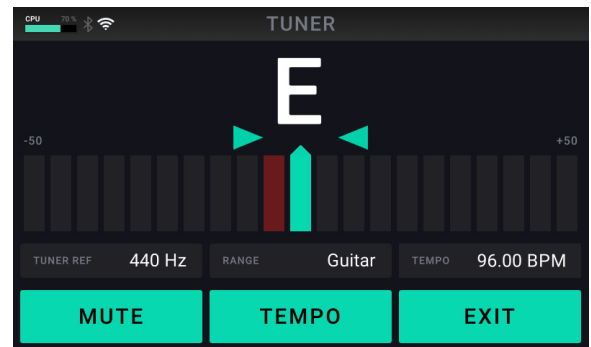 CPU 70 % TUNER
E
-50 +50
TUNER REF 440 Hz RANGE Guitar TEMPO 96.00 BPM
MUTE TEMPO EXIT